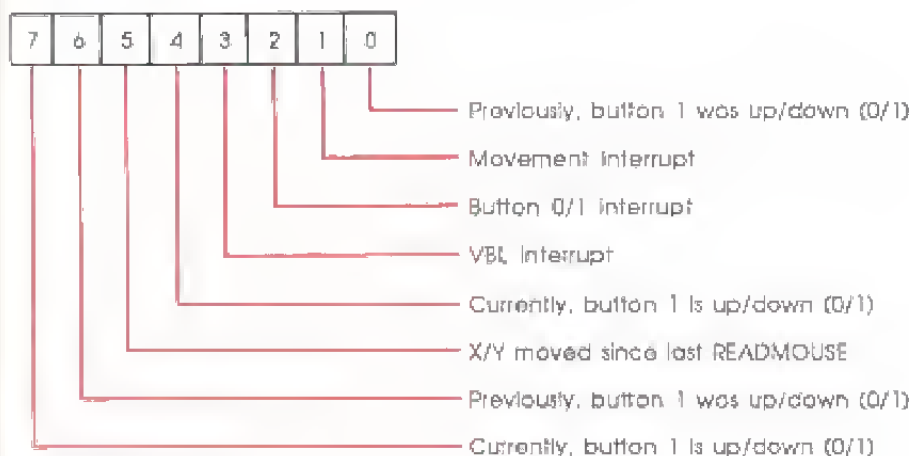 7 6 5 4 3 2 1 0
Previously, button 1 was up/down (0/1)
Movement interrupt
Button 0/1 interrupt
VBL interrupt
Currently, button 1 is up/down (0/1)
X/Y moved since last READMOUSE
Previously, button 1 was up/down (0/1)
Currently, button 1 is up/down (0/1)